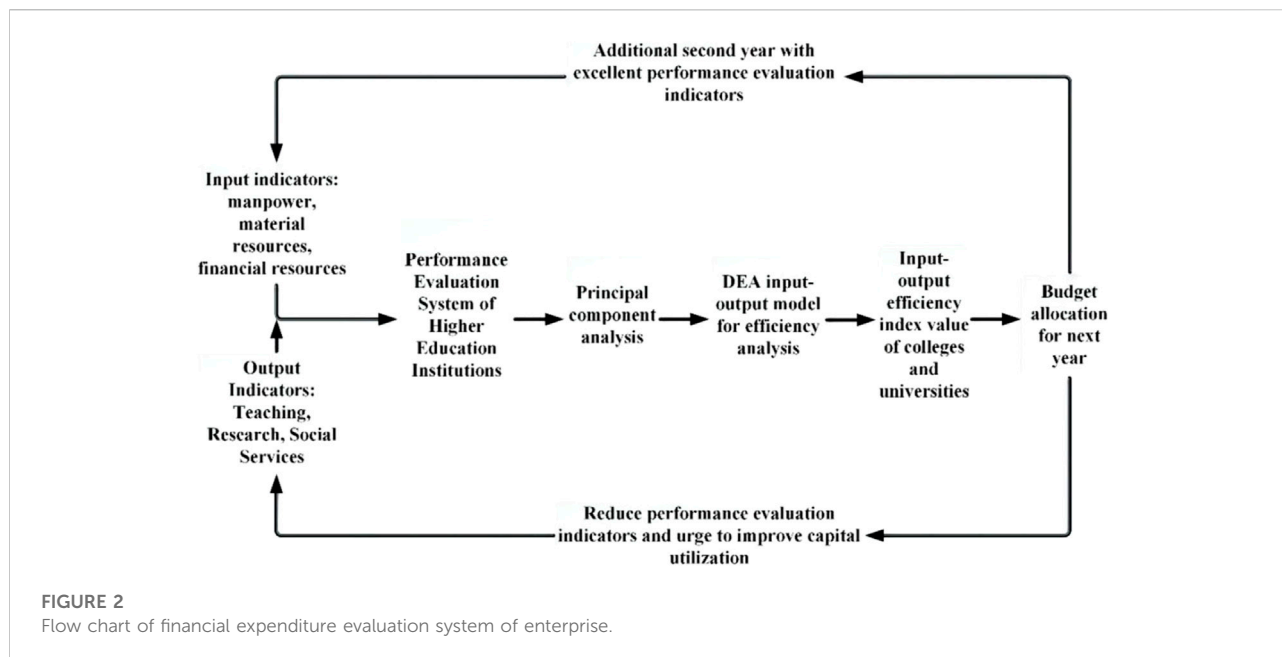 Additional second year with
excellent performance evaluation
indicators
Input indicators:
manpower,
material
resources,
financial resources
Output
Indicators:
Teaching,
Research, Social
Services
Performance
Evaluation
System of
Higher
Education
Institutions
Principal
component
analysis
DEA input-
output model
for efficiency
analysis
Input-
output
efficiency
index value
of colleges
and
universities
Budget
allocation
for next
year
Reduce performance evaluation
indicators and urge to improve capital
utilization
FIGURE 2
Flow chart of financial expenditure evaluation system of enterprise.